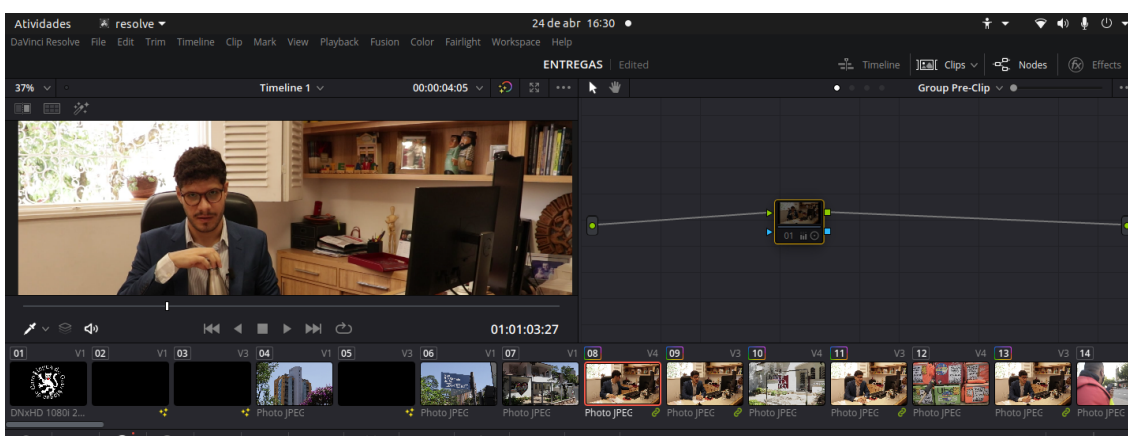 Atividades resolve 24 de abr 16:30
DaVinci Resolve File Edit Trim Timeline Clip Mark View Playback Fusion Color Fairlight Workspace Help
ENTREGAS Edited Timeline Clips Nodes Effects
37% Timeline 1 00:00:04:05 Group Pre-Clip
01
01:01:03:27
01 V1 02 V1 03 V3 04 V1 05 V3 06 V1 07 V1 08 V4 09 V3 10 V4 11 V3 12 V4 13 V3 14
DNxHD 1080i 2... Photo JPEG Photo JPEG Photo JPEG Photo JPEG Photo JPEG Photo JPEG Photo JPEG Photo JPEG Photo JPEG Photo JPEG